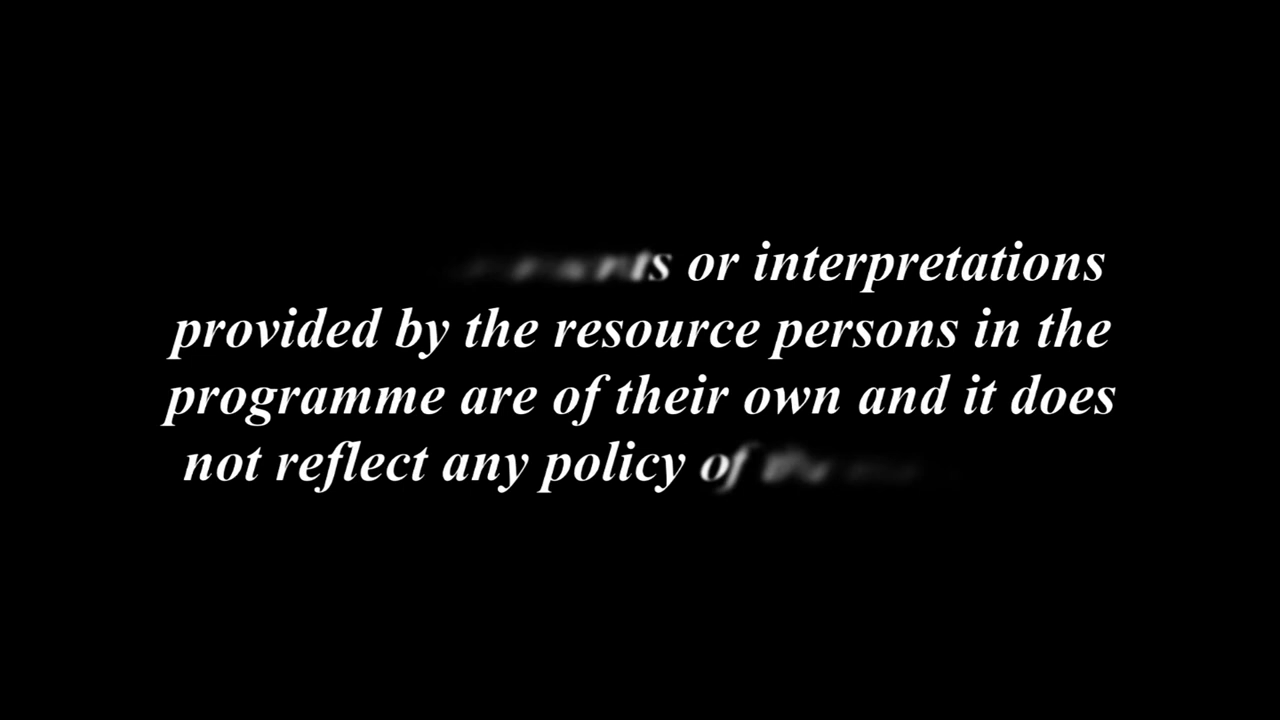 or interpretations
provided by the resource persons in the
programme are of their own and it does
not reflect any policy of